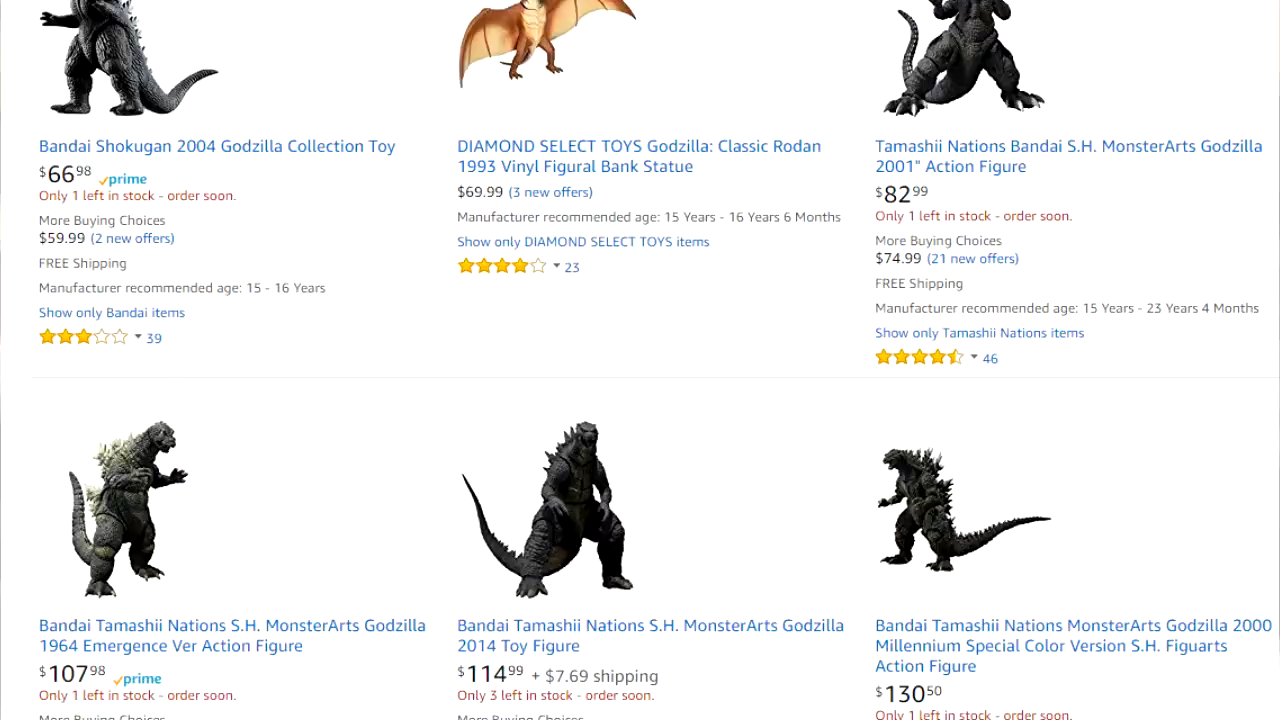 Bandai Shokugan 2004 Godzilla Collection Toy
$66 98 prime
Only 1 left in stock - order soon.
More Buying Choices
$59.99 (2 new offers)
FREE Shipping
Manufacturer recommended age: 15 - 16 Years
Show only Bandai items
39
DIAMOND SELECT TOYS Godzilla: Classic Rodan
1993 Vinyl Figural Bank Statue
$69.99 (3 new offers)
Manufacturer recommended age: 15 Years - 16 Years 6 Months
Show only DIAMOND SELECT TOYS items
23
Tamashii Nations Bandai S.H. MonsterArts Godzilla
2001" Action Figure
$82 99
Only 1 left in stock - order soon.
More Buying Choices
$74.99 (21 new offers)
FREE Shipping
Manufacturer recommended age: 15 Years - 23 Years 4 Months
Show only Tamashii Nations items
46
Bandai Tamashii Nations S.H. MonsterArts Godzilla
1964 Emergence Ver Action Figure
$107 98 prime
Only 1 left in stock - order soon.
More Buying Choices
Bandai Tamashii Nations S.H. MonsterArts Godzilla
2014 Toy Figure
$114 99 + $7.69 shipping
Only 3 left in stock - order soon.
More Buying Choices
Bandai Tamashii Nations MonsterArts Godzilla 2000
Millennium Special Color Version S.H. Figuarts
Action Figure
$130 50
Only 1 left in stock - order soon.